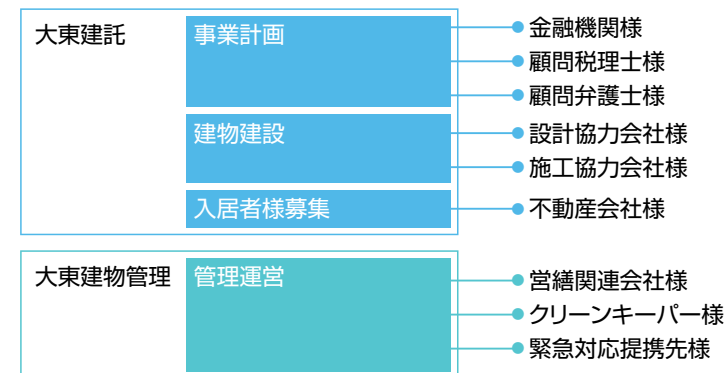 大東建託
事業計画
金融機関様
顧問税理士様
顧問弁護士様
建物建設
設計協力会社様
施工協力会社様
入居者様募集
不動産会社様
大東建物管理
管理運営
営繕関連会社様
クリーンキーパー様
緊急対応提携先様